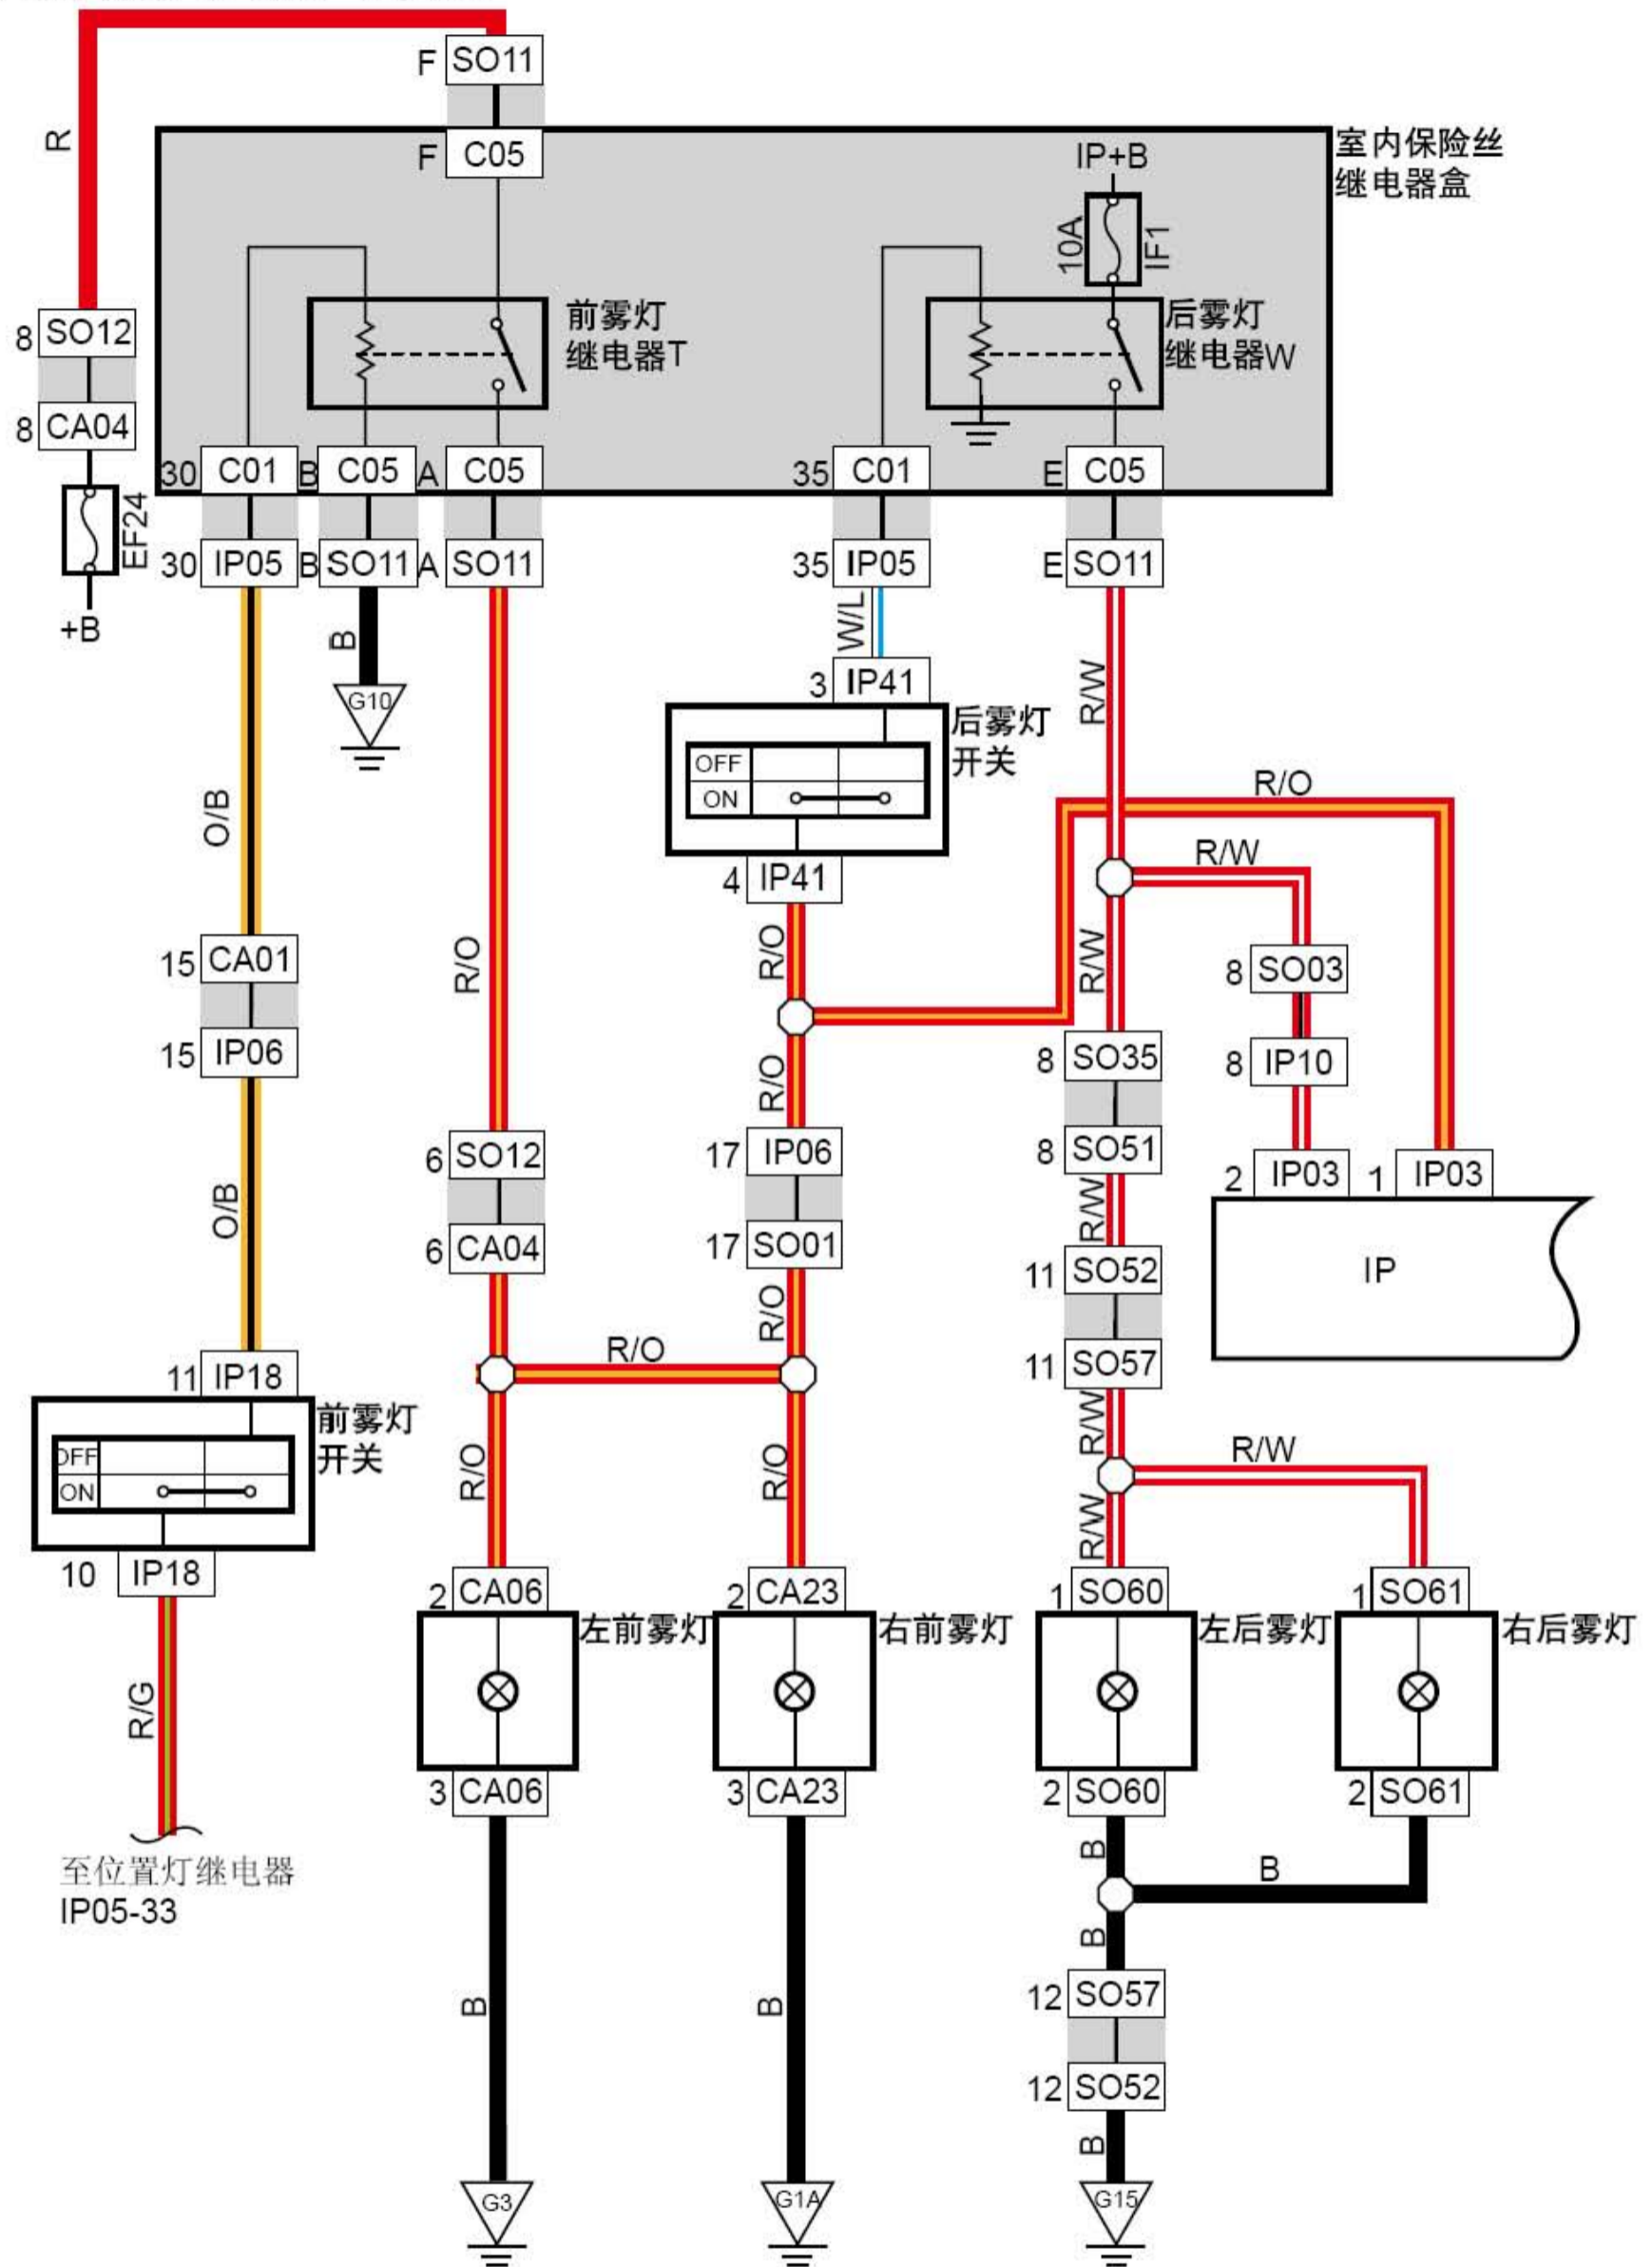 F SO11
R
F C05
IP+B
室内保险丝
继电器盒
10A
IF1
前雾灯
继电器T
后雾灯
继电器W
8 SO12
8 CA04
EF24
+B
30 C01 B C05 A C05 35 C01 E C05
30 IP05 B SO11 A SO11 35 IP05 E SO11
B
G10
W/L
3 IP41
R/W
后雾灯
开关
OFF
ON
4 IP41
O/B
R/O
R/W
15 CA01
R/O
R/O
R/W
8 SO03
15 IP06
8 SO35
8 IP10
R/O
6 SO12
17 IP06
8 SO51
2 IP03 1 IP03
O/B
R/W
6 CA04
17 SO01
11 SO52
IP
R/O
R/O
11 SO57
11 IP18
前雾灯
开关
OFF
ON
R/W
R/W
R/O
R/O
R/W
10 IP18
2 CA06
2 CA23
1 SO60
1 SO61
左前雾灯
右前雾灯
左后雾灯
右后雾灯
R/G
3 CA06
3 CA23
2 SO60
2 SO61
至位置灯继电器
IP05-33
B
B
B
12 SO57
B
B
12 SO52
B
G3
G1A
G15